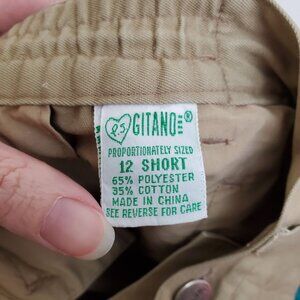 P.S GITANO®
PROPORTIONATELY SIZED
12 SHORT
65% POLYESTER
35% COTTON
MADE IN CHINA
SEE REVERSE FOR CARE